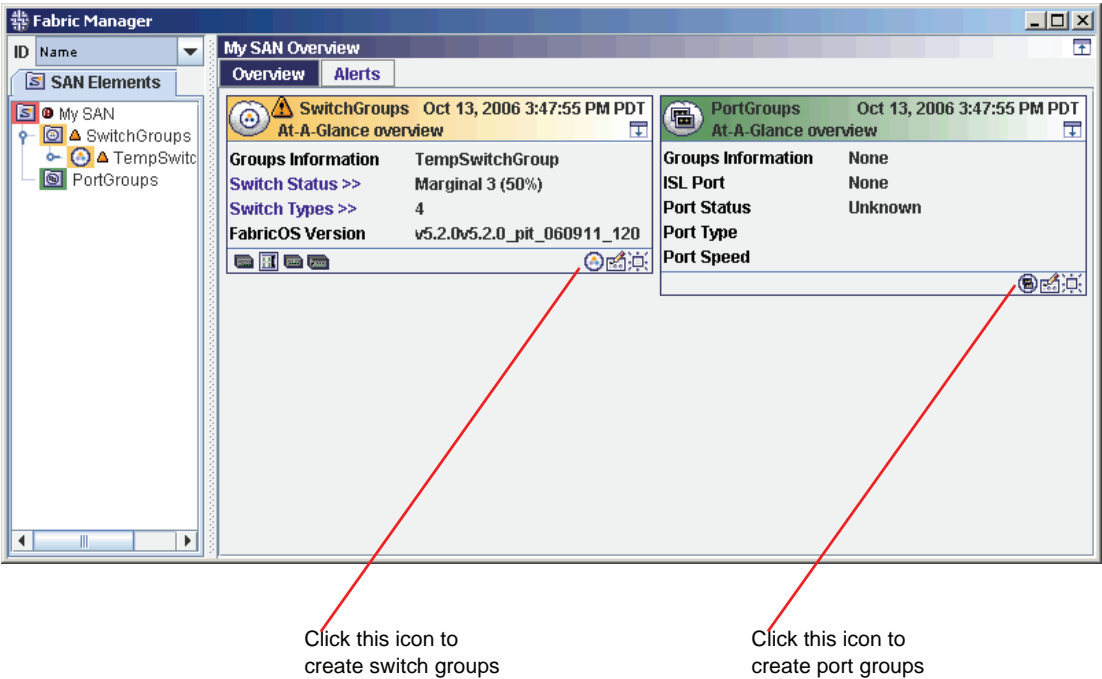 Fabric Manager
ID Name
SAN Elements
My SAN
SwitchGroups
TempSwitc
PortGroups
My SAN Overview
Overview Alerts
SwitchGroups Oct 13, 2006 3:47:55 PM PDT
At-A-Glance overview
Groups Information TempSwitchGroup
Switch Status >> Marginal 3 (50%)
Switch Types >> 4
FabricOS Version v5.2.0v5.2.0_pit_060911_120
PortGroups Oct 13, 2006 3:47:55 PM PDT
At-A-Glance overview
Groups Information None
ISL Port None
Port Status Unknown
Port Type
Port Speed
Click this icon to
create switch groups
Click this icon to
create port groups